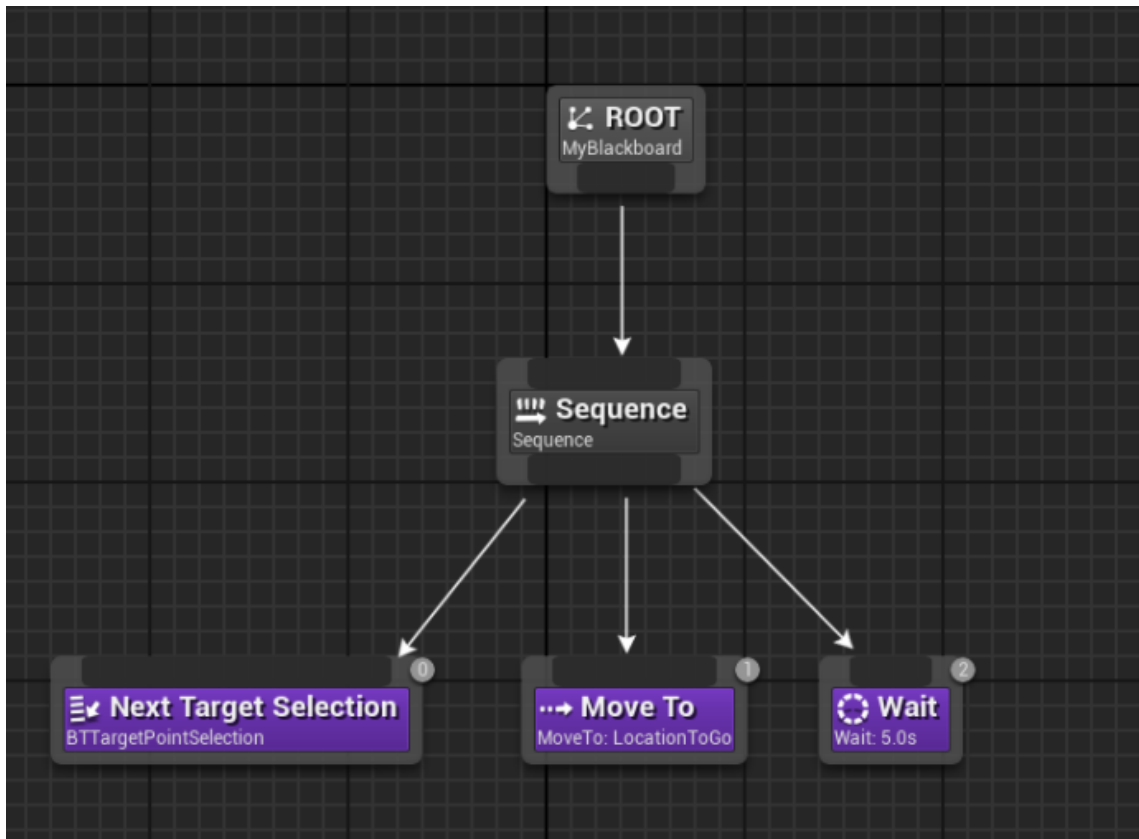 ROOT
MyBlackboard
Sequence
Sequence
0
Next Target Selection
BTTargetPointSelection
1
Move To
MoveTo: LocationToGo
2
Wait
Wait: 5.0s